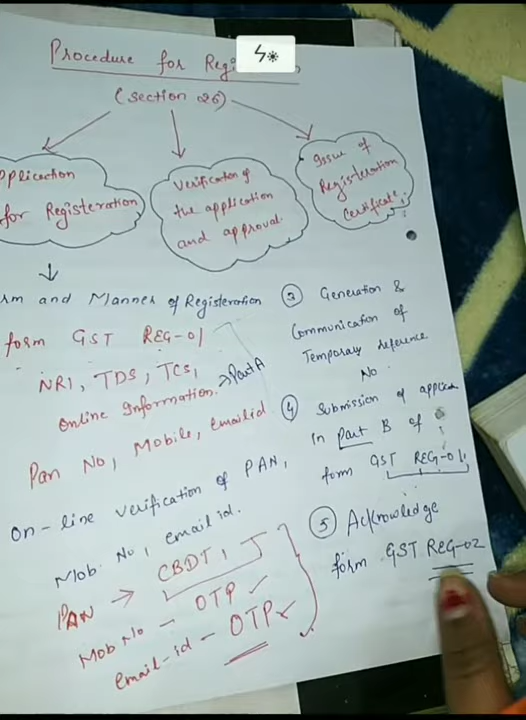 Procedure for Reg
(section 26)
pplication
for Registeration
Verification of
the application
and approval.
Issue of
Registeration
Certificate.
rm and Manner of Registeration
form GST REG-01
NRI, TDS, TCS,
Online Information. → Part A
Pan No, Mobile, emailid
On-line verification of PAN,
Mob. No, email id.
PAN → CBDT,
Mob No - OTP ✓
email-id - OTP ✓
③ Generation &
Communication of
Temporary reference
No.
④ Submission of
in Part B of
form GST REG-01.
⑤ Acknowledge
form GST REG-02